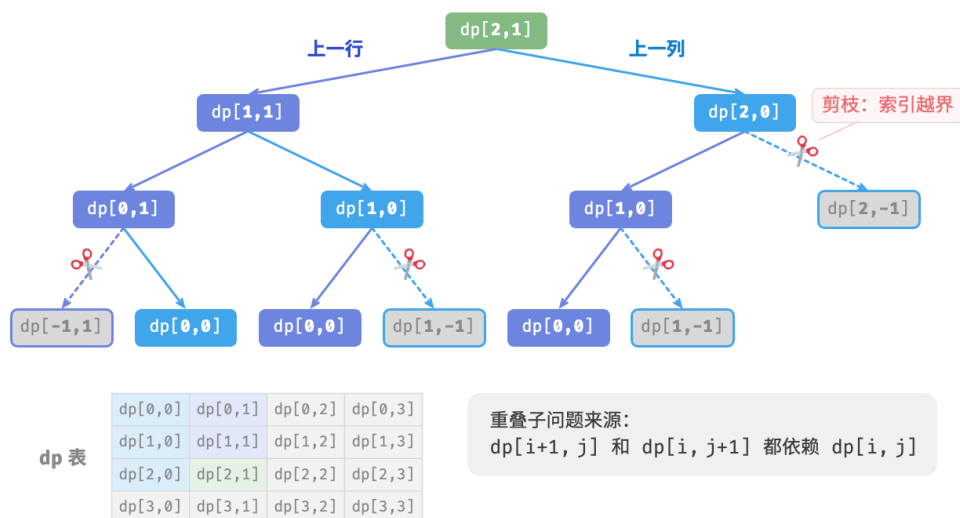 dp[2,1]
上一行
上一列
dp[1,1]
dp[2,0]
剪枝：索引越界
dp[0,1]
dp[1,0]
dp[1,0]
dp[2,-1]
dp[-1,1]
dp[0,0]
dp[0,0]
dp[1,-1]
dp[0,0]
dp[1,-1]
dp 表
dp[0,0] dp[0,1] dp[0,2] dp[0,3]
dp[1,0] dp[1,1] dp[1,2] dp[1,3]
dp[2,0] dp[2,1] dp[2,2] dp[2,3]
dp[3,0] dp[3,1] dp[3,2] dp[3,3]
重叠子问题来源：
dp[i+1, j] 和 dp[i, j+1] 都依赖 dp[i, j]